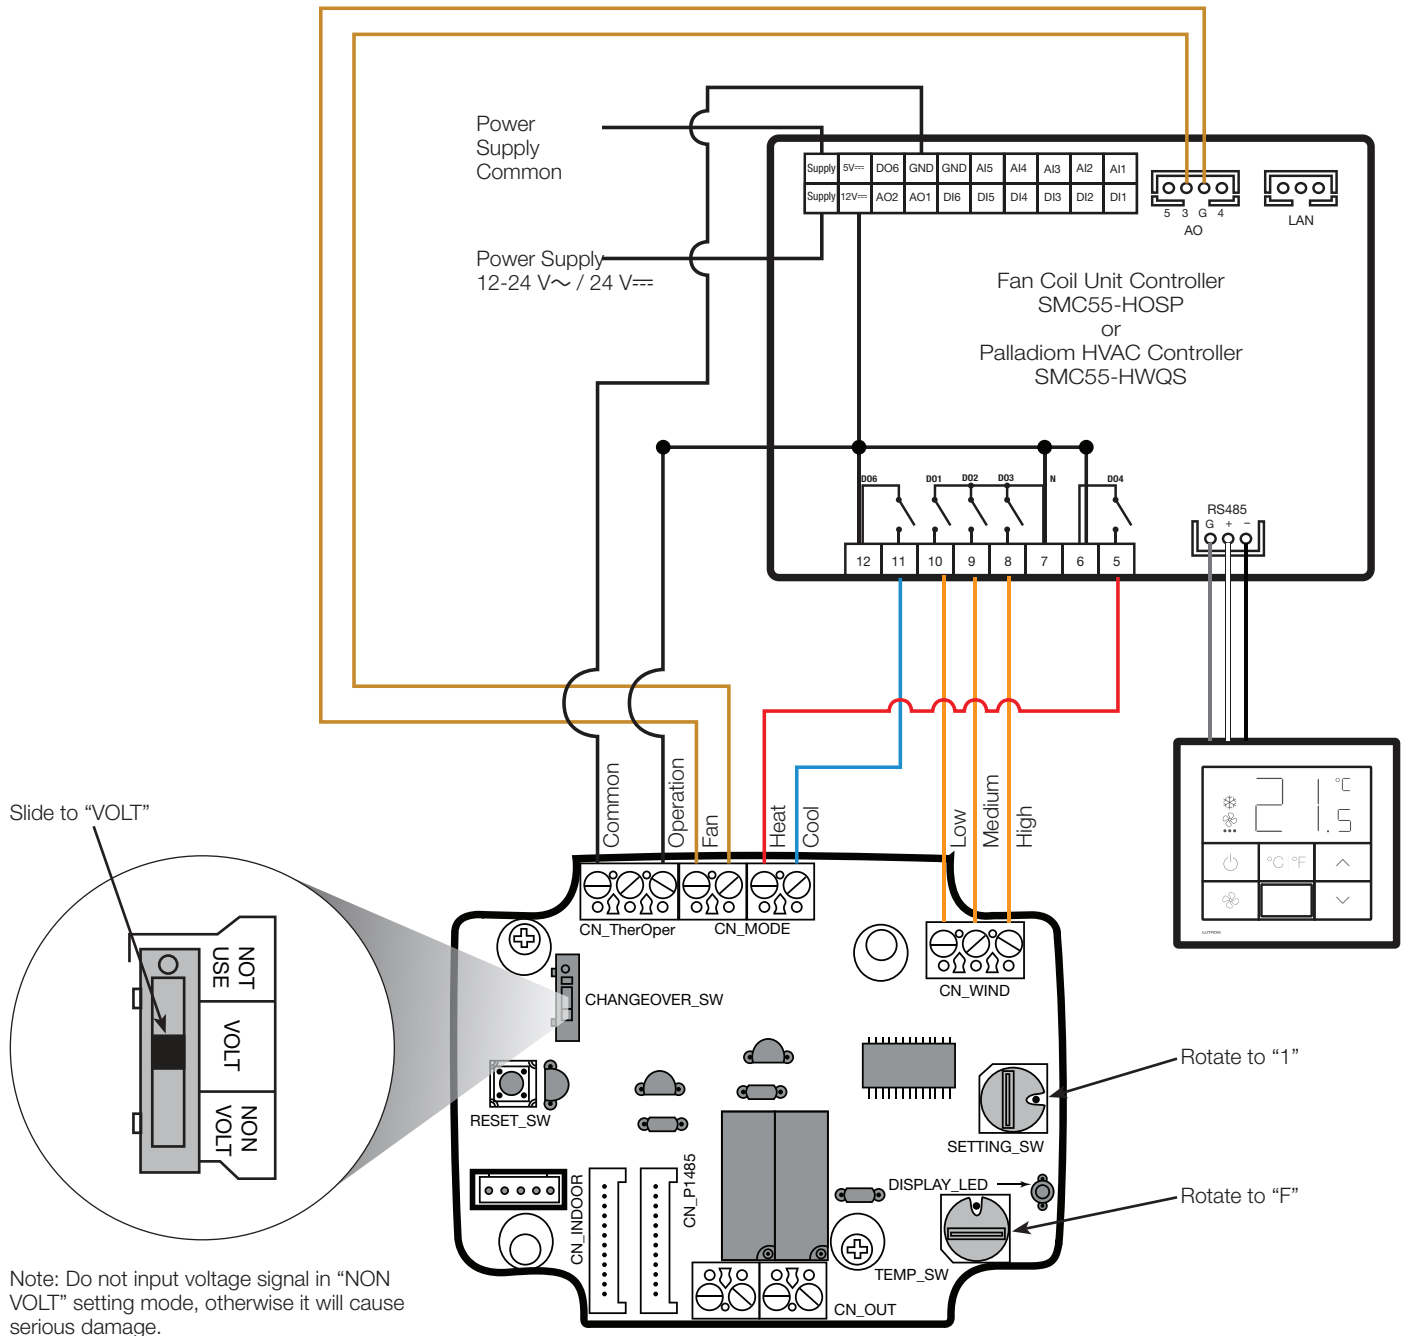 Power
Supply
Common
Supply 5V⎓ DO6 GND GND AI5 AI4 AI3 AI2 AI1
Supply 12V⎓ AO2 AO1 DI6 DI5 DI4 DI3 DI2 DI1
5 3 G 4
AO
LAN
Power Supply
12-24 V～ / 24 V⎓
Fan Coil Unit Controller
SMC55-HOSP
or
Palladiom HVAC Controller
SMC55-HWQS
DO6 DO1 DO2 DO3 N DO4
12 11 10 9 8 7 6 5
RS485
G + −
Common
Operation
Fan
Heat
Cool
Low
Medium
High
21.5 °C
°C °F
LUTRON
Slide to “VOLT”
NOT
USE
VOLT
NON
VOLT
CN_TherOper
CN_MODE
CN_WIND
CHANGEOVER_SW
RESET_SW
SETTING_SW
Rotate to “1”
DISPLAY_LED
Rotate to “F”
TEMP_SW
CN_INDOOR
CN_P1485
CN_OUT
Note: Do not input voltage signal in “NON
VOLT” setting mode, otherwise it will cause
serious damage.